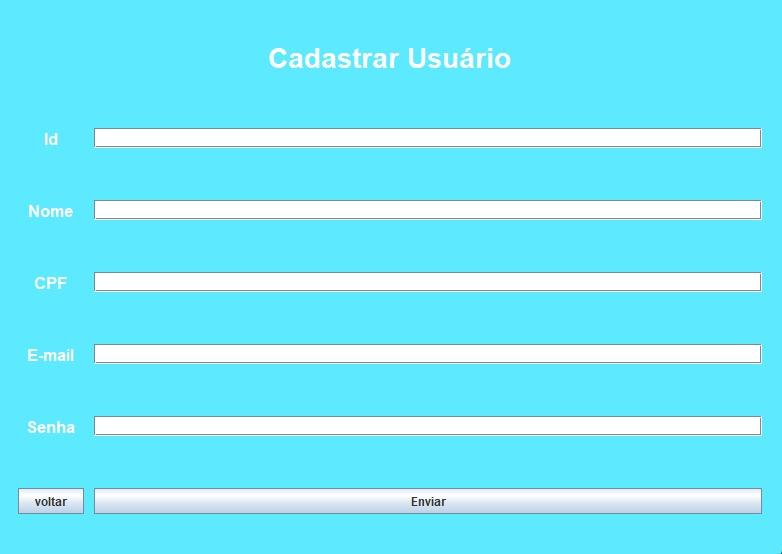 Cadastrar Usuário
Id
Nome
CPF
E-mail
Senha
voltar Enviar